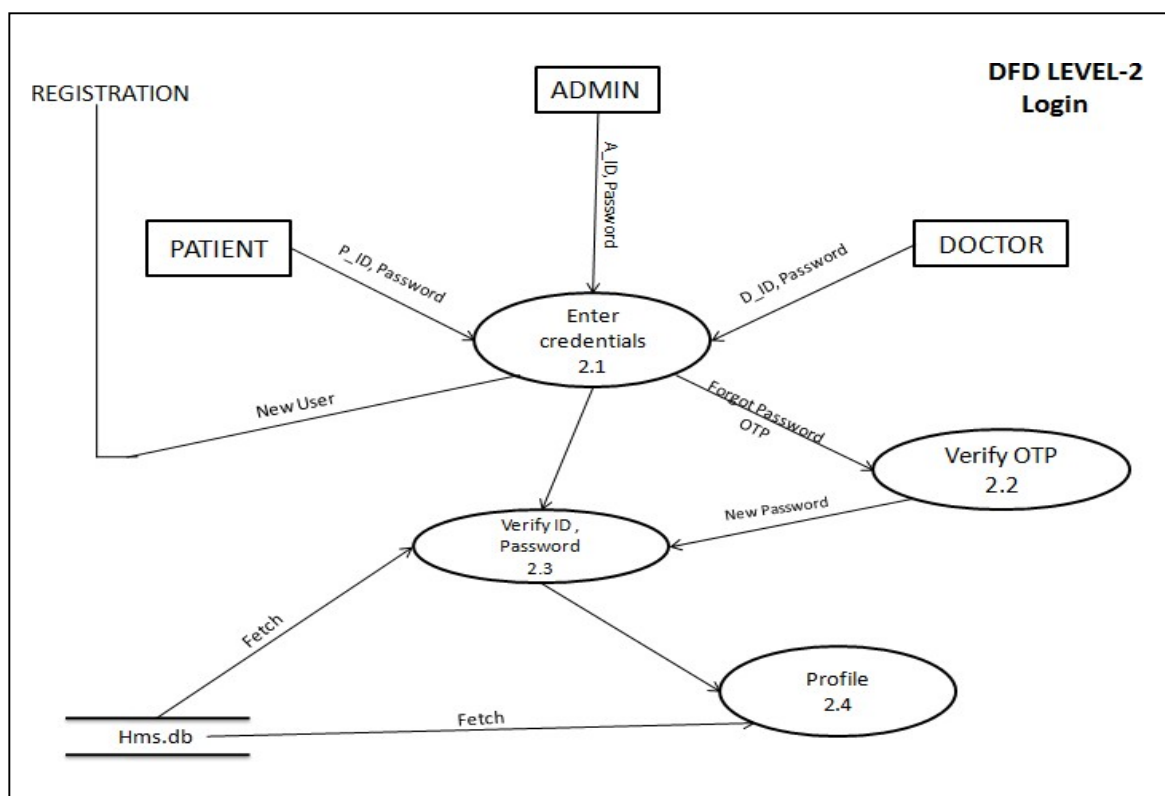 DFD LEVEL-2
Login
REGISTRATION
ADMIN
A_ID, Password
PATIENT
P_ID, Password
DOCTOR
D_ID, Password
Enter
credentials
2.1
New User
Forgot Password
OTP
Verify OTP
2.2
New Password
Verify ID ,
Password
2.3
Fetch
Profile
2.4
Fetch
Hms.db